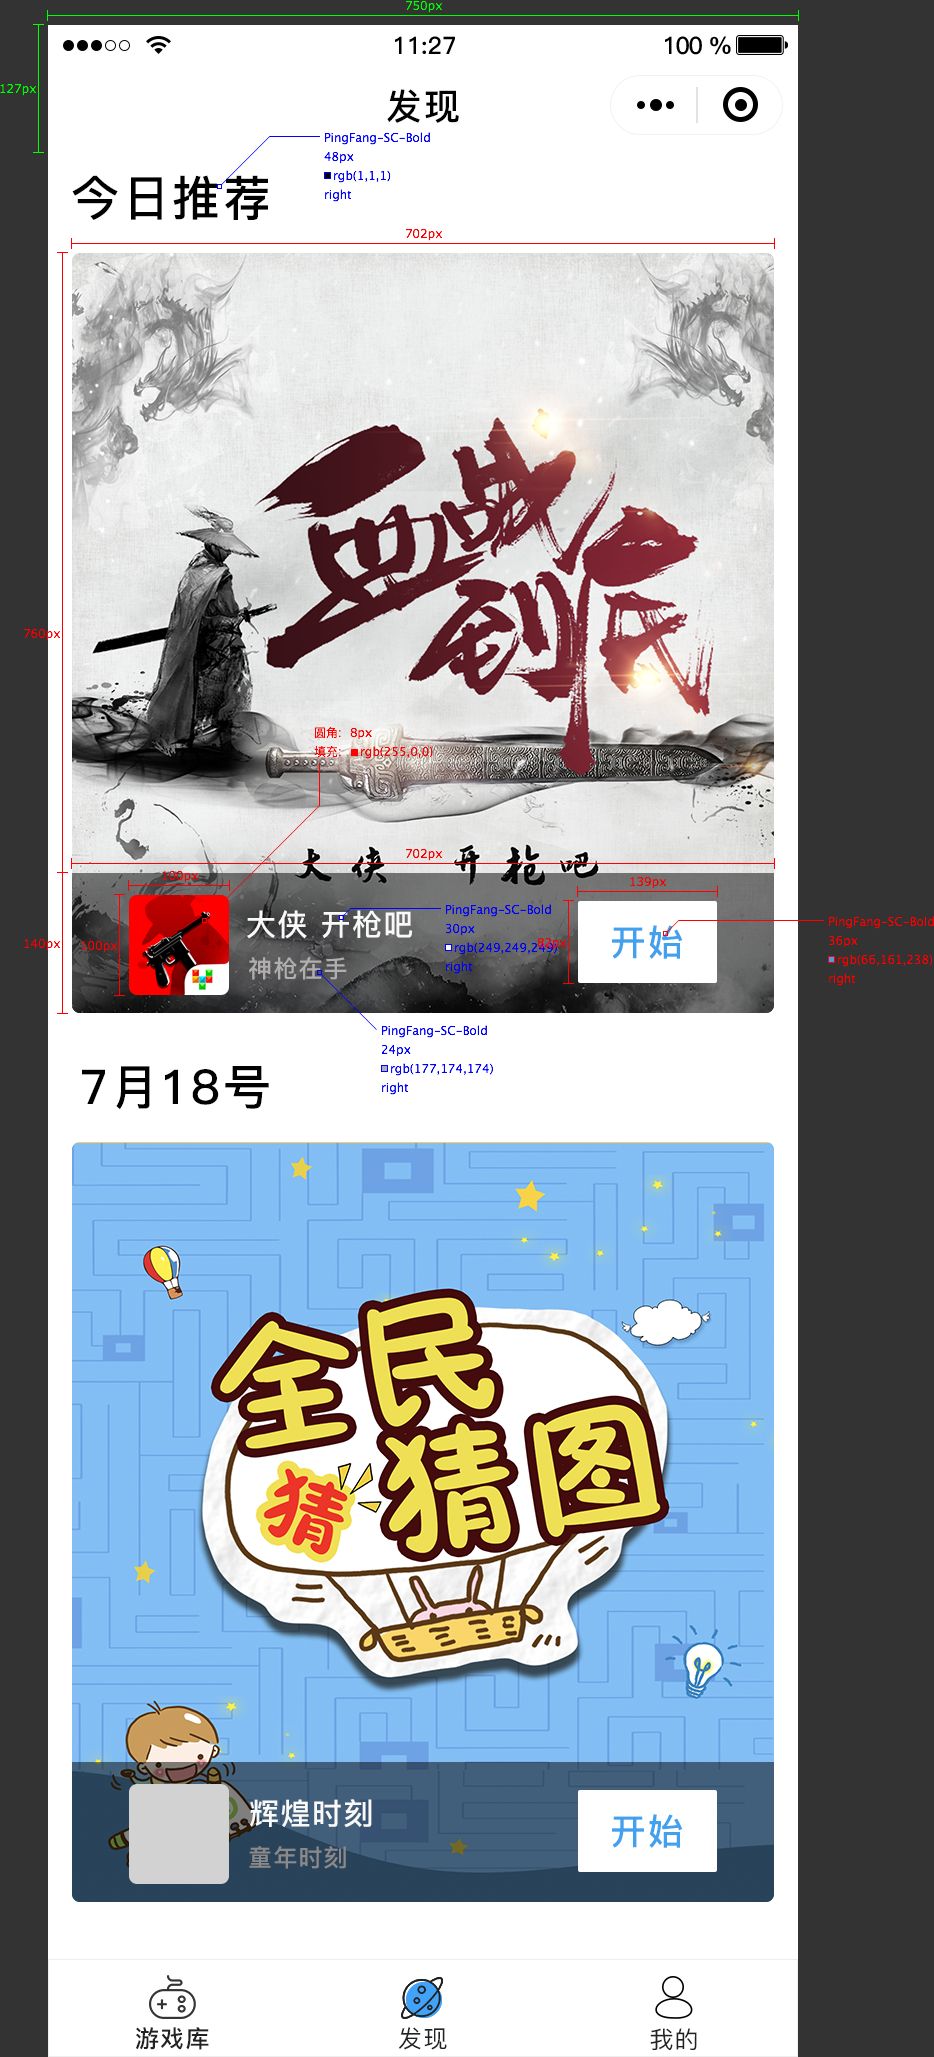 750px
11:27
100 %
127px
发现
PingFang-SC-Bold
48px
rgb(1,1,1)
right
今日推荐
702px
血战
到底
760px
圆角: 8px
填充: rgb(255,0,0)
大侠 开枪吧
702px
100px
139px
140px
100px
大侠 开枪吧
神枪在手
PingFang-SC-Bold
30px
rgb(249,249,249)
right
开始
PingFang-SC-Bold
36px
rgb(66,161,238)
right
PingFang-SC-Bold
24px
rgb(177,174,174)
right
7月18号
全民
猜图
猜
辉煌时刻
童年时刻
开始
游戏库
发现
我的